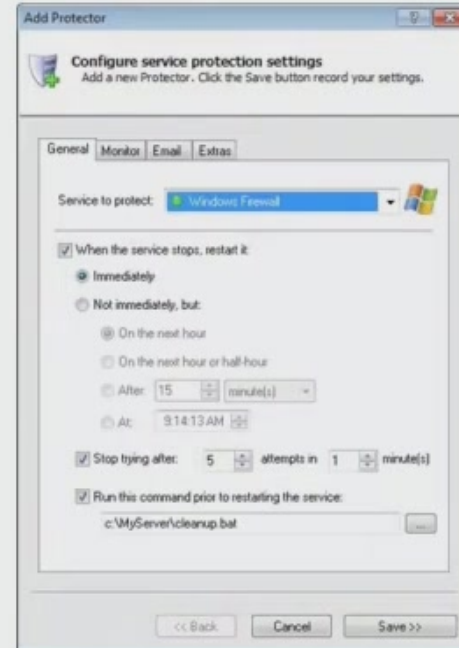 Add Protector
Configure service protection settings
Add a new Protector. Click the Save button record your settings.
General Monitor Email Extras
Service to protect: Windows Firewall
When the service stops, restart it:
Immediately
Not immediately, but:
On the next hour
On the next hour or half-hour
After: 15 minute(s)
At: 9:14:13 AM
Stop trying after: 5 attempts in 1 minute(s)
Run this command prior to restarting the service:
c:\MyServer\cleanup.bat
...
<< Back Cancel Save >>